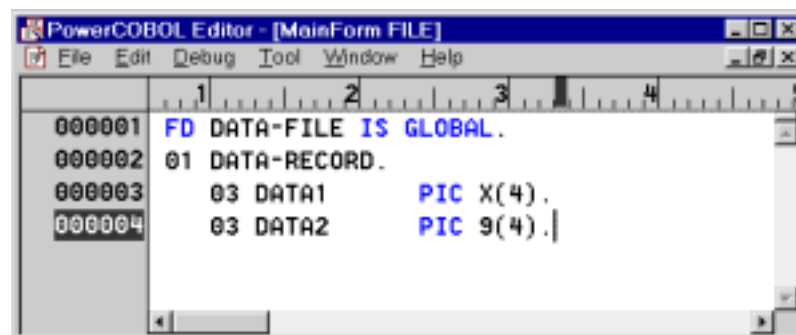 PowerCOBOL Editor - [MainForm FILE]
File Edit Debug Tool Window Help
1 2 3 4
000001 FD DATA-FILE IS GLOBAL.
000002 01 DATA-RECORD.
000003 03 DATA1 PIC X(4).
000004 03 DATA2 PIC 9(4).